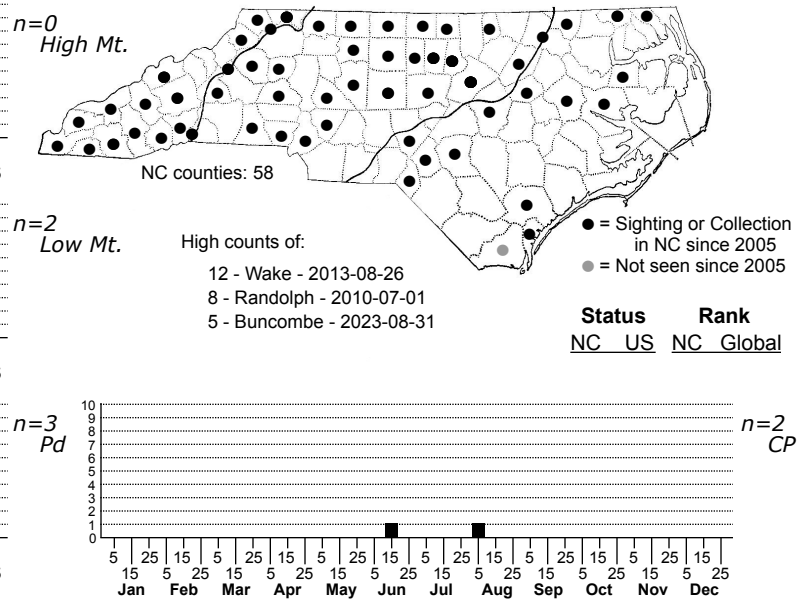 n=0
High Mt.
NC counties: 58
n=2
Low Mt.
High counts of:
12 - Wake - 2013-08-26
8 - Randolph - 2010-07-01
5 - Buncombe - 2023-08-31
= Sighting or Collection
in NC since 2005
= Not seen since 2005
Status Rank
NC US NC Global
n=3
Pd
n=2
CP
10
9
8
7
6
5
4
3
2
1
0
5 25 15 5 25 15 5 25 15 5 25 15 5 25 15 5 25 15
15 5 25 15 5 25 15 5 25 15 5 25 15 5 25 15 5 25
Jan Feb Mar Apr May Jun Jul Aug Sep Oct Nov Dec